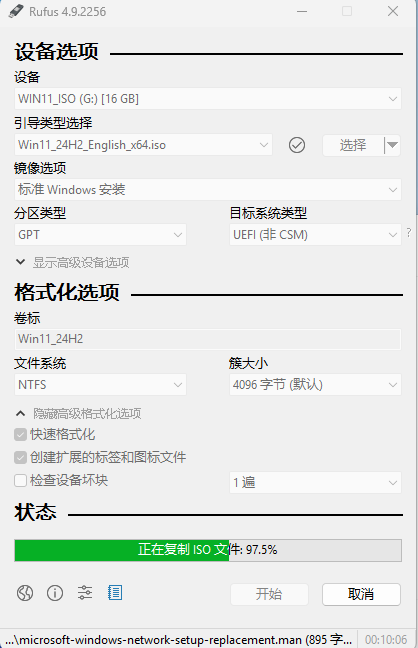 Rufus 4.9.2256
设备选项
设备
WIN11_ISO (G:) [16 GB]
引导类型选择
Win11_24H2_English_x64.iso
选择
镜像选项
标准 Windows 安装
分区类型
目标系统类型
GPT
UEFI (非 CSM)
?
显示高级设备选项
格式化选项
卷标
Win11_24H2
文件系统
簇大小
NTFS
4096 字节 (默认)
隐藏高级格式化选项
快速格式化
创建扩展的标签和图标文件
检查设备坏块
1 遍
状态
正在复制 ISO 文件: 97.5%
开始
取消
...\microsoft-windows-network-setup-replacement.man (895 字...
00:10:06